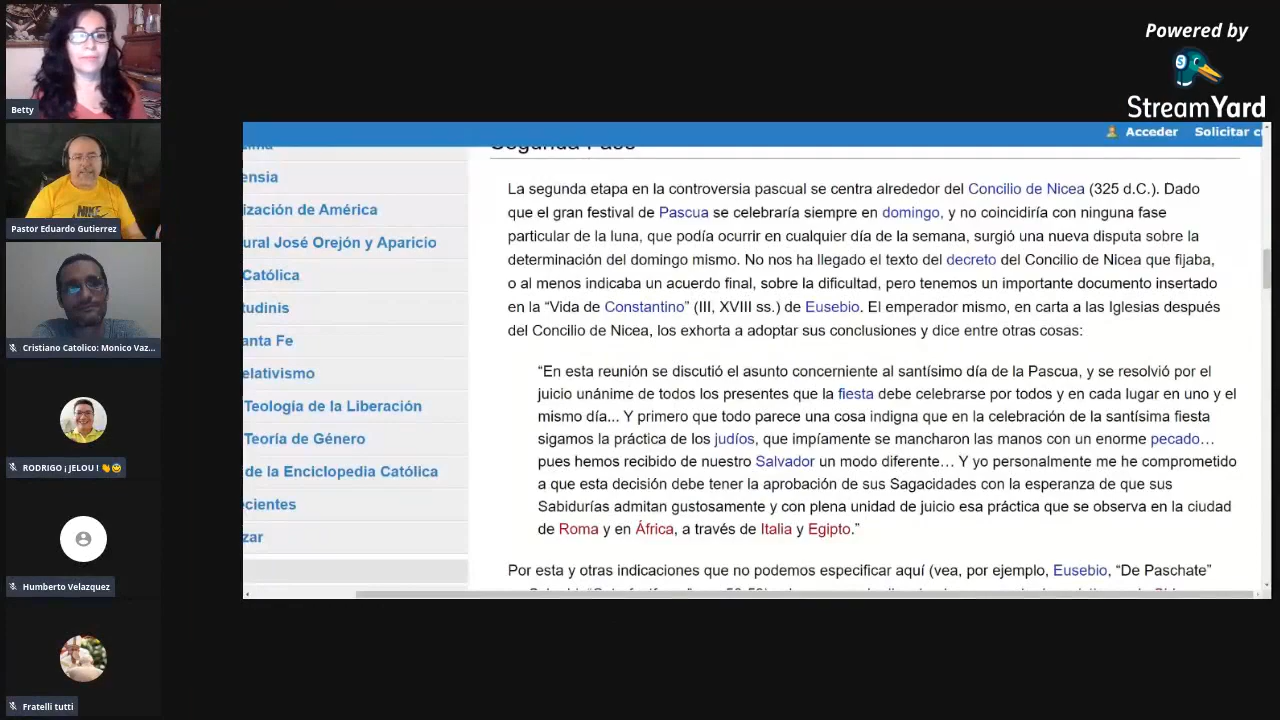 Powered by
StreamYard
Betty
Pastor Eduardo Gutierrez
NIKE
Cristiano Catolico: Monico Vaz...
RODRIGO ¡ JELOU ! 👋😍
Humberto Velazquez
Fratelli tutti
Acceder Solicitar
ensia
ización de América
ural José Orejón y Aparicio
Católica
tudinis
anta Fe
elativismo
Teología de la Liberación
Teoría de Género
de la Enciclopedia Católica
ecientes
zar
Segunda Fase
La segunda etapa en la controversia pascual se centra alrededor del Concilio de Nicea (325 d.C.). Dado
que el gran festival de Pascua se celebraría siempre en domingo, y no coincidiría con ninguna fase
particular de la luna, que podía ocurrir en cualquier día de la semana, surgió una nueva disputa sobre la
determinación del domingo mismo. No nos ha llegado el texto del decreto del Concilio de Nicea que fijaba,
o al menos indicaba un acuerdo final, sobre la dificultad, pero tenemos un importante documento insertado
en la “Vida de Constantino” (III, XVIII ss.) de Eusebio. El emperador mismo, en carta a las Iglesias después
del Concilio de Nicea, los exhorta a adoptar sus conclusiones y dice entre otras cosas:
“En esta reunión se discutió el asunto concerniente al santísimo día de la Pascua, y se resolvió por el
juicio unánime de todos los presentes que la fiesta debe celebrarse por todos y en cada lugar en uno y el
mismo día... Y primero que todo parece una cosa indigna que en la celebración de la santísima fiesta
sigamos la práctica de los judíos, que impíamente se mancharon las manos con un enorme pecado…
pues hemos recibido de nuestro Salvador un modo diferente… Y yo personalmente me he comprometido
a que esta decisión debe tener la aprobación de sus Sagacidades con la esperanza de que sus
Sabidurías admitan gustosamente y con plena unidad de juicio esa práctica que se observa en la ciudad
de Roma y en África, a través de Italia y Egipto.”
Por esta y otras indicaciones que no podemos especificar aquí (vea, por ejemplo, Eusebio, “De Paschate”